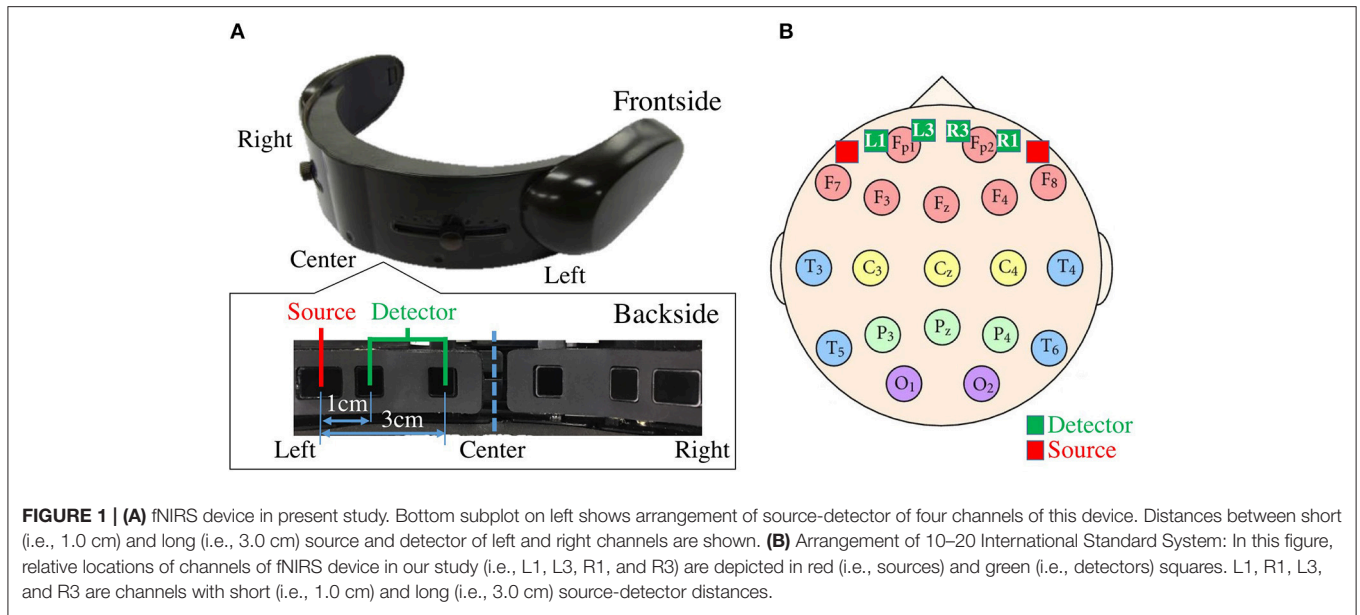 A
B
Frontside
Right
Center
Left
Source
Detector
Backside
1cm
3cm
Left
Center
Right
L1
L3
R3
R1
Fp1
Fp2
F7
F3
Fz
F4
F8
T3
C3
Cz
C4
T4
T5
P3
Pz
P4
T6
O1
O2
Detector
Source
FIGURE 1 | (A) fNIRS device in present study. Bottom subplot on left shows arrangement of source-detector of four channels of this device. Distances between short
(i.e., 1.0 cm) and long (i.e., 3.0 cm) source and detector of left and right channels are shown. (B) Arrangement of 10–20 International Standard System: In this figure,
relative locations of channels of fNIRS device in our study (i.e., L1, L3, R1, and R3) are depicted in red (i.e., sources) and green (i.e., detectors) squares. L1, R1, L3,
and R3 are channels with short (i.e., 1.0 cm) and long (i.e., 3.0 cm) source-detector distances.